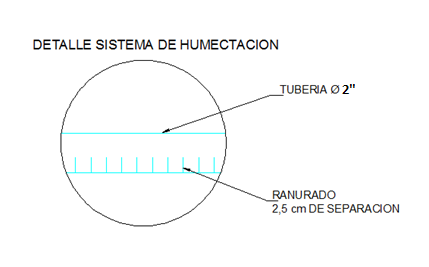 DETALLE SISTEMA DE HUMECTACION
TUBERIA Ø 2"
RANURADO
2,5 cm DE SEPARACION